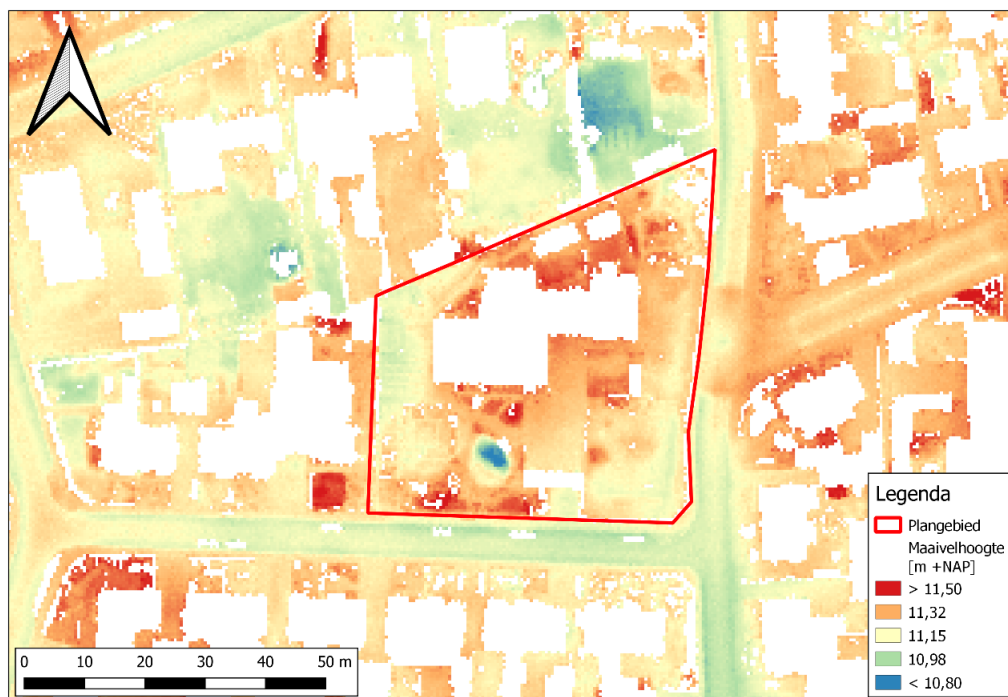 Legenda
Plangebied
Maaivelhoogte
[m +NAP]
> 11,50
11,32
11,15
10,98
< 10,80
0 10 20 30 40 50 m